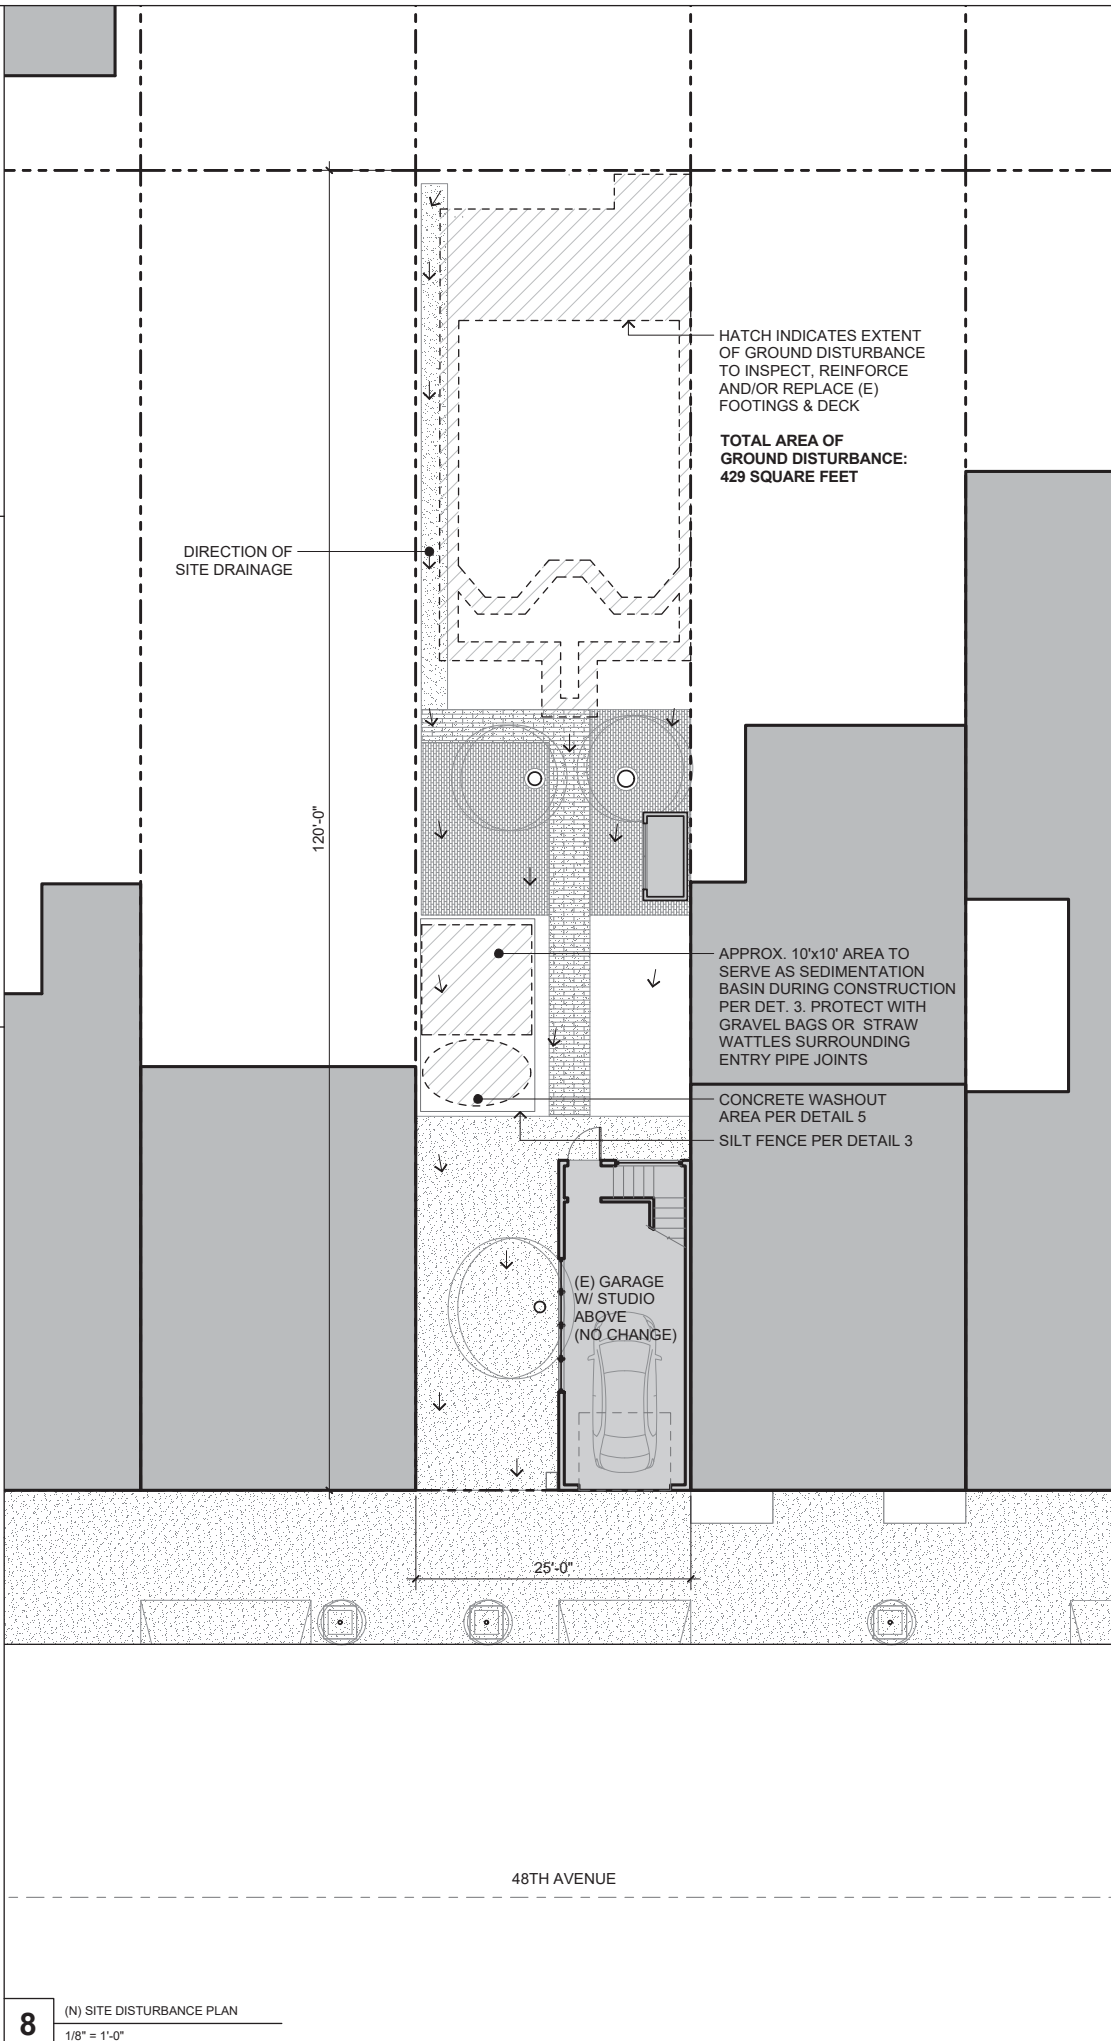 HATCH INDICATES EXTENT
OF GROUND DISTURBANCE
TO INSPECT, REINFORCE
AND/OR REPLACE (E)
FOOTINGS & DECK
TOTAL AREA OF
GROUND DISTURBANCE:
429 SQUARE FEET
DIRECTION OF
SITE DRAINAGE
120'-0"
APPROX. 10'x10' AREA TO
SERVE AS SEDIMENTATION
BASIN DURING CONSTRUCTION
PER DET. 3. PROTECT WITH
GRAVEL BAGS OR STRAW
WATTLES SURROUNDING
ENTRY PIPE JOINTS
CONCRETE WASHOUT
AREA PER DETAIL 5
SILT FENCE PER DETAIL 3
(E) GARAGE
W/ STUDIO
ABOVE
(NO CHANGE)
25'-0"
48TH AVENUE
8
(N) SITE DISTURBANCE PLAN
1/8" = 1'-0"